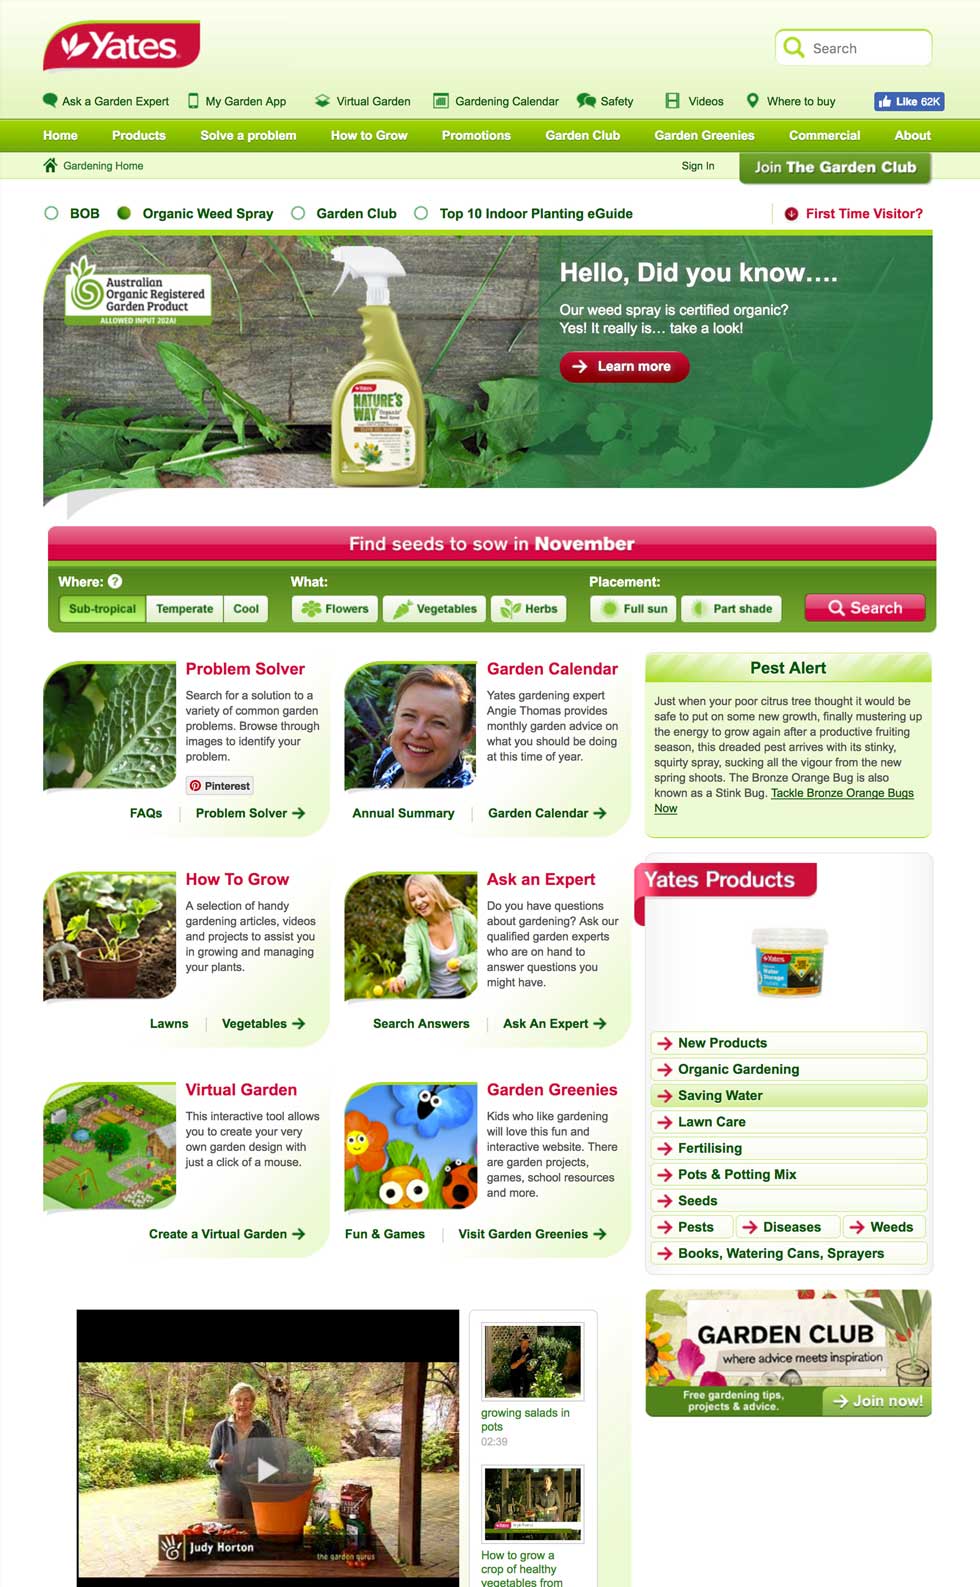 Yates
Search
Ask a Garden Expert
My Garden App
Virtual Garden
Gardening Calendar
Safety
Videos
Where to buy
Like 62K
Home
Products
Solve a problem
How to Grow
Promotions
Garden Club
Garden Greenies
Commercial
About
Gardening Home
Sign In
Join The Garden Club
BOB
Organic Weed Spray
Garden Club
Top 10 Indoor Planting eGuide
First Time Visitor?
Australian
Organic Registered
Garden Product
ALLOWED INPUT 202AI
Yates
NATURE'S
WAY Organic
Weed Spray
Hello, Did you know....
Our weed spray is certified organic?
Yes! It really is... take a look!
Learn more
Find seeds to sow in November
Where: ?
Sub-tropical
Temperate
Cool
What:
Flowers
Vegetables
Herbs
Placement:
Full sun
Part shade
Search
Problem Solver
Search for a solution to a
variety of common garden
problems. Browse through
images to identify your
problem.
Pinterest
FAQs
Problem Solver
Garden Calendar
Yates gardening expert
Angie Thomas provides
monthly garden advice on
what you should be doing
at this time of year.
Annual Summary
Garden Calendar
Pest Alert
Just when your poor citrus tree thought it would be
safe to put on some new growth, finally mustering up
the energy to grow again after a productive fruiting
season, this dreaded pest arrives with its stinky,
squirty spray, sucking all the vigour from the new
spring shoots. The Bronze Orange Bug is also
known as a Stink Bug. Tackle Bronze Orange Bugs
Now
How To Grow
A selection of handy
gardening articles, videos
and projects to assist you
in growing and managing
your plants.
Lawns
Vegetables
Ask an Expert
Do you have questions
about gardening? Ask our
qualified garden experts
who are on hand to
answer questions you
might have.
Search Answers
Ask An Expert
Yates Products
Yates
Water
Storage
New Products
Organic Gardening
Saving Water
Lawn Care
Fertilising
Pots & Potting Mix
Seeds
Pests
Diseases
Weeds
Books, Watering Cans, Sprayers
Virtual Garden
This interactive tool allows
you to create your very
own garden design with
just a click of a mouse.
Create a Virtual Garden
Garden Greenies
Kids who like gardening
will love this fun and
interactive website. There
are garden projects,
games, school resources
and more.
Fun & Games
Visit Garden Greenies
GARDEN CLUB
where advice meets inspiration
Free gardening tips,
projects & advice.
Join now!
Judy Horton
the garden gurus
growing salads in
pots
02:39
How to grow a
crop of healthy
vegetables from